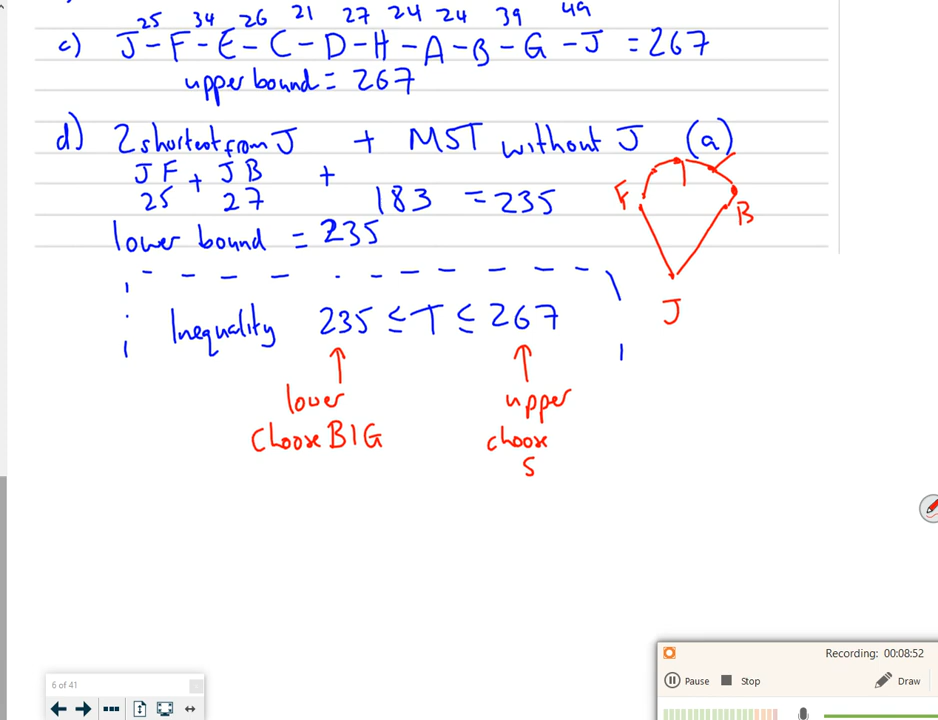 25 34 26 21 27 24 24 39 49
c) J - F - E - C - D - H - A - B - G - J = 267
upper bound = 267
d) 2 shortest from J + MST without J (a)
JF + JB +
25 27 183 = 235
lower bound = 235
F
B
J
Inequality 235 ≤ T ≤ 267
lower upper
choose BIG choose
S
Recording: 00:08:52
Pause Stop Draw
6 of 41